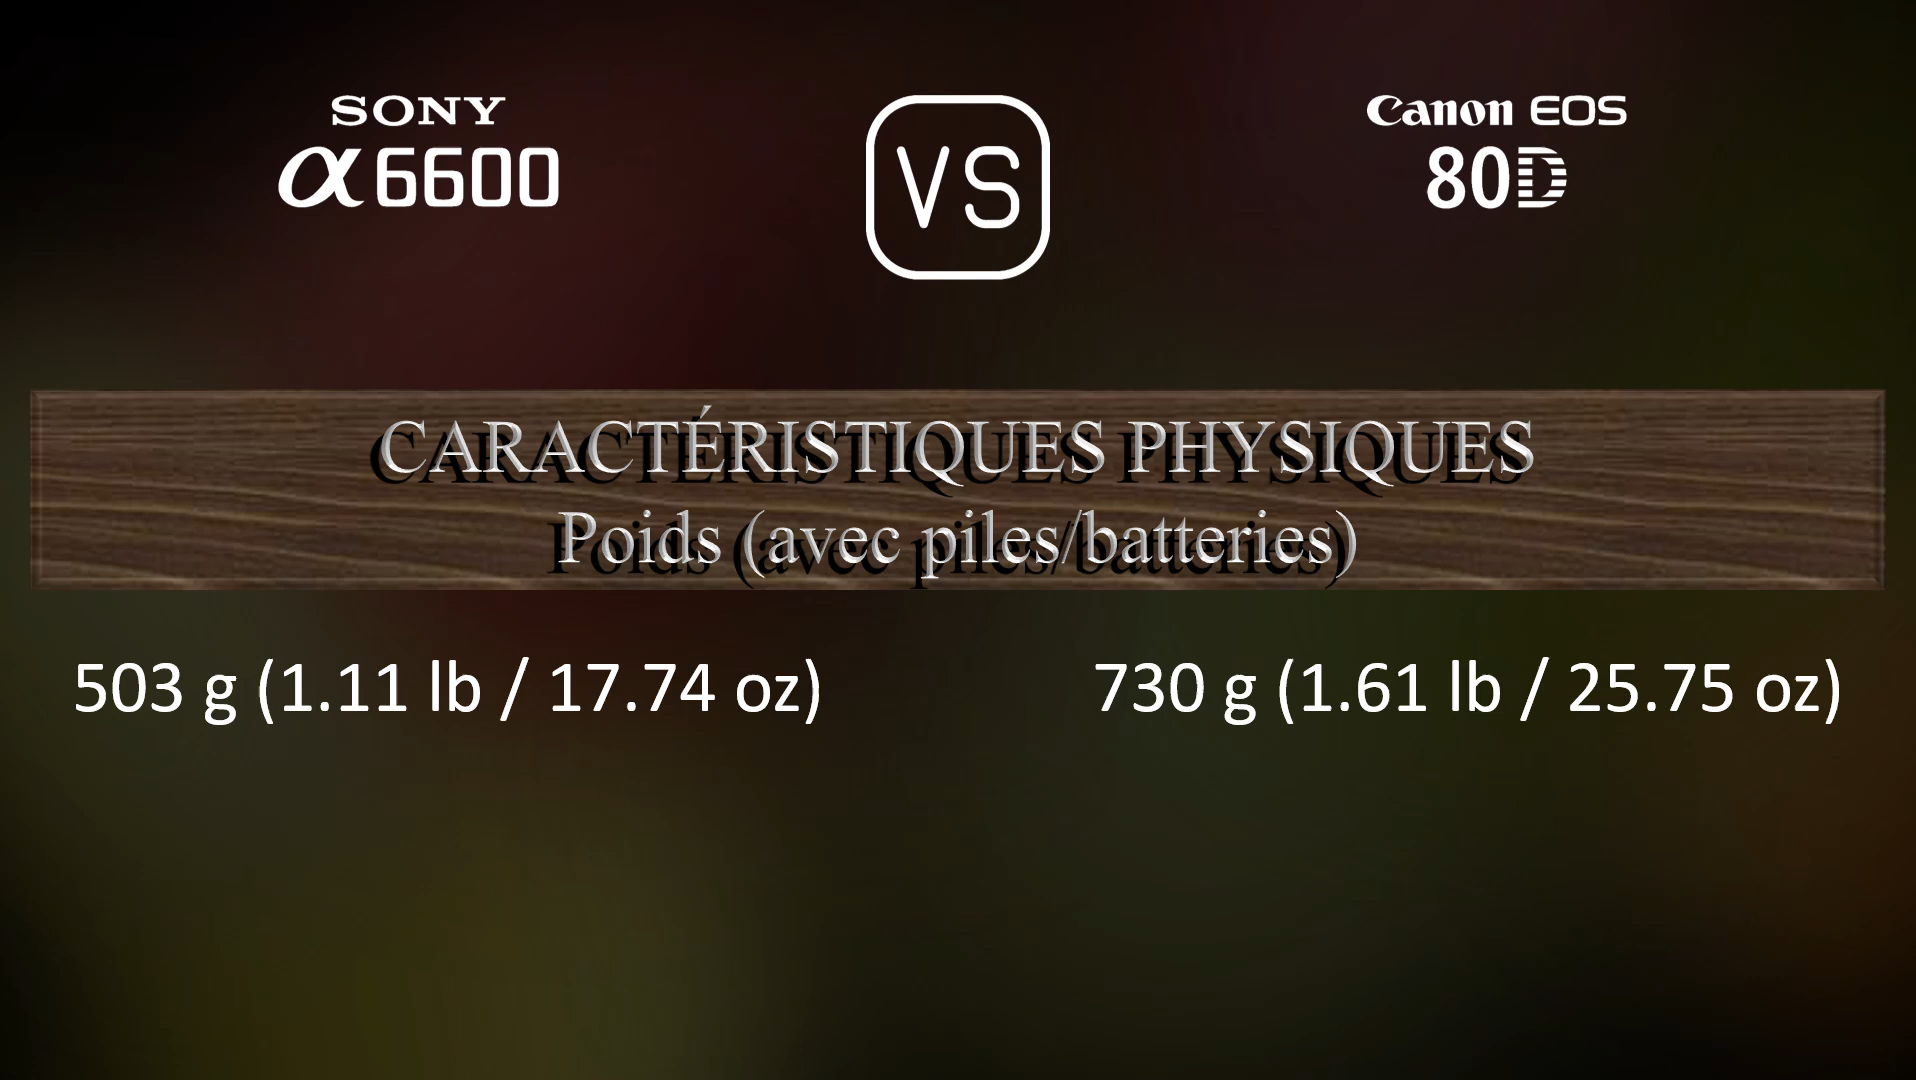 SONY
α6600
VS
Canon EOS
80D
CARACTÉRISTIQUES PHYSIQUES
Poids (avec piles/batteries)
503 g (1.11 lb / 17.74 oz)
730 g (1.61 lb / 25.75 oz)